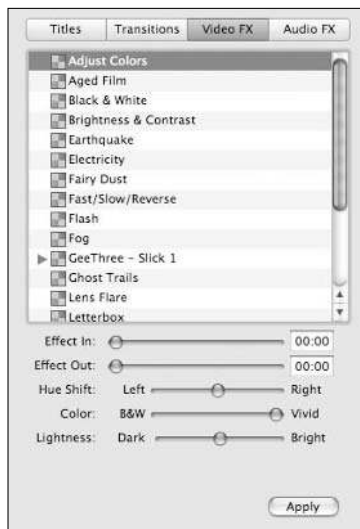 Titles Transitions Video FX Audio FX
Adjust Colors
Aged Film
Black & White
Brightness & Contrast
Earthquake
Electricity
Fairy Dust
Fast/Slow/Reverse
Flash
Fog
GeeThree - Slick 1
Ghost Trails
Lens Flare
Letterbox
Effect In: 00:00
Effect Out: 00:00
Hue Shift: Left Right
Color: B&W Vivid
Lightness: Dark Bright
Apply